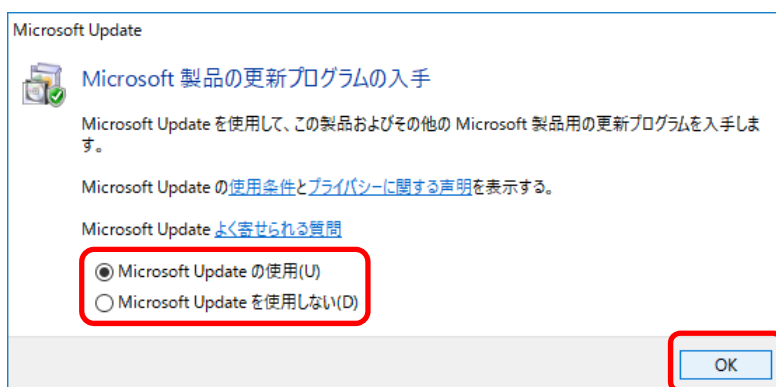 Microsoft Update
Microsoft 製品の更新プログラムの入手
Microsoft Update を使用して、この製品およびその他の Microsoft 製品用の更新プログラムを入手しま
す。
Microsoft Update の使用条件とプライバシーに関する声明を表示する。
Microsoft Update よく寄せられる質問
Microsoft Update の使用(U)
Microsoft Update を使用しない(D)
OK